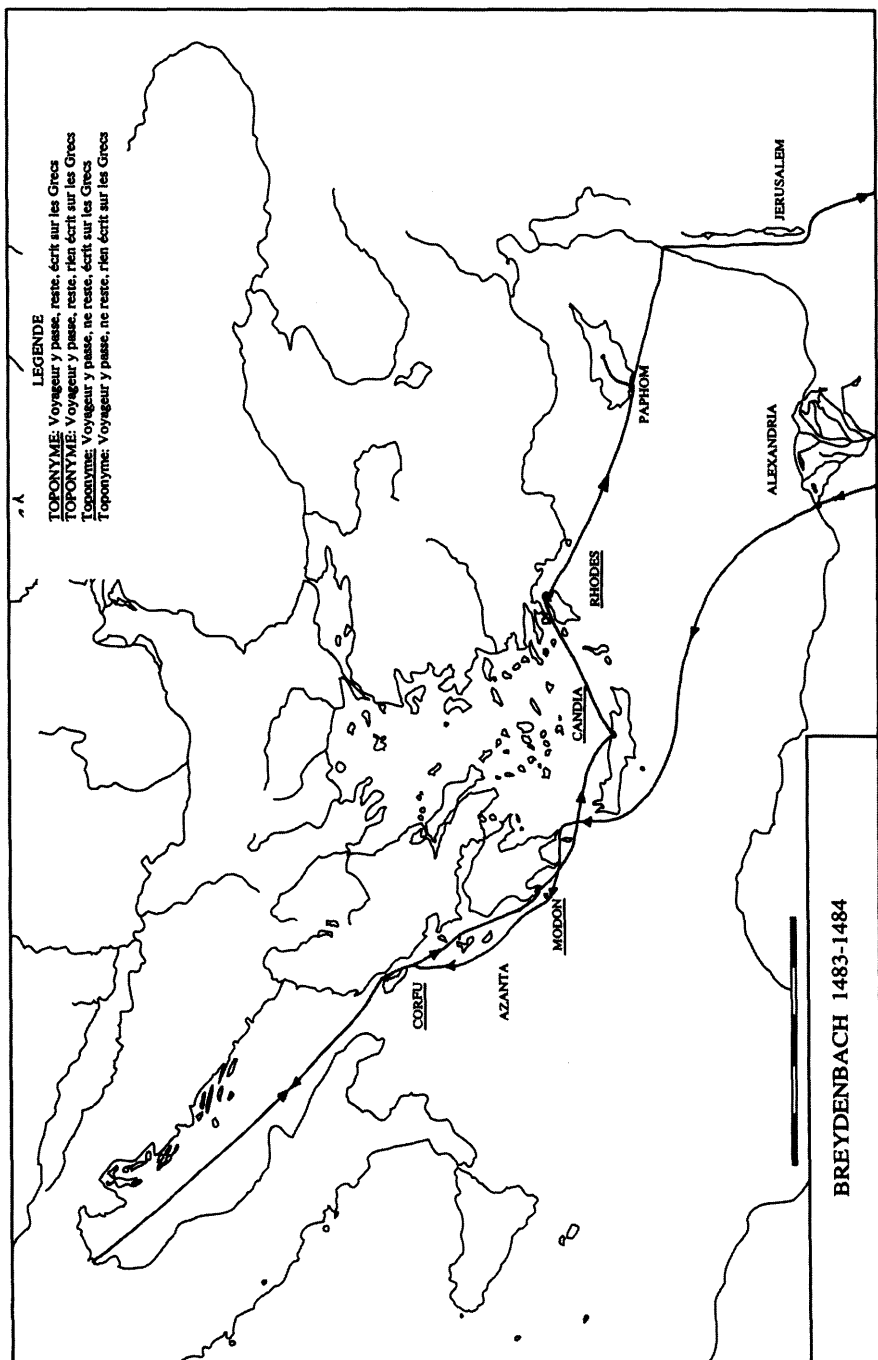 LEGENDE
TOPONYME: Voyageur y passe, reste, écrit sur les Grecs
TOPONYME: Voyageur y passe, reste, rien écrit sur les Grecs
Toponyme: Voyageur y passe, ne reste, écrit sur les Grecs
Toponyme: Voyageur y passe, ne reste, rien écrit sur les Grecs
CORFU
AZANTA
MODON
CANDIA
RHODES
PAPHOM
ALEXANDRIA
JERUSALEM
BREYDENBACH 1483-1484